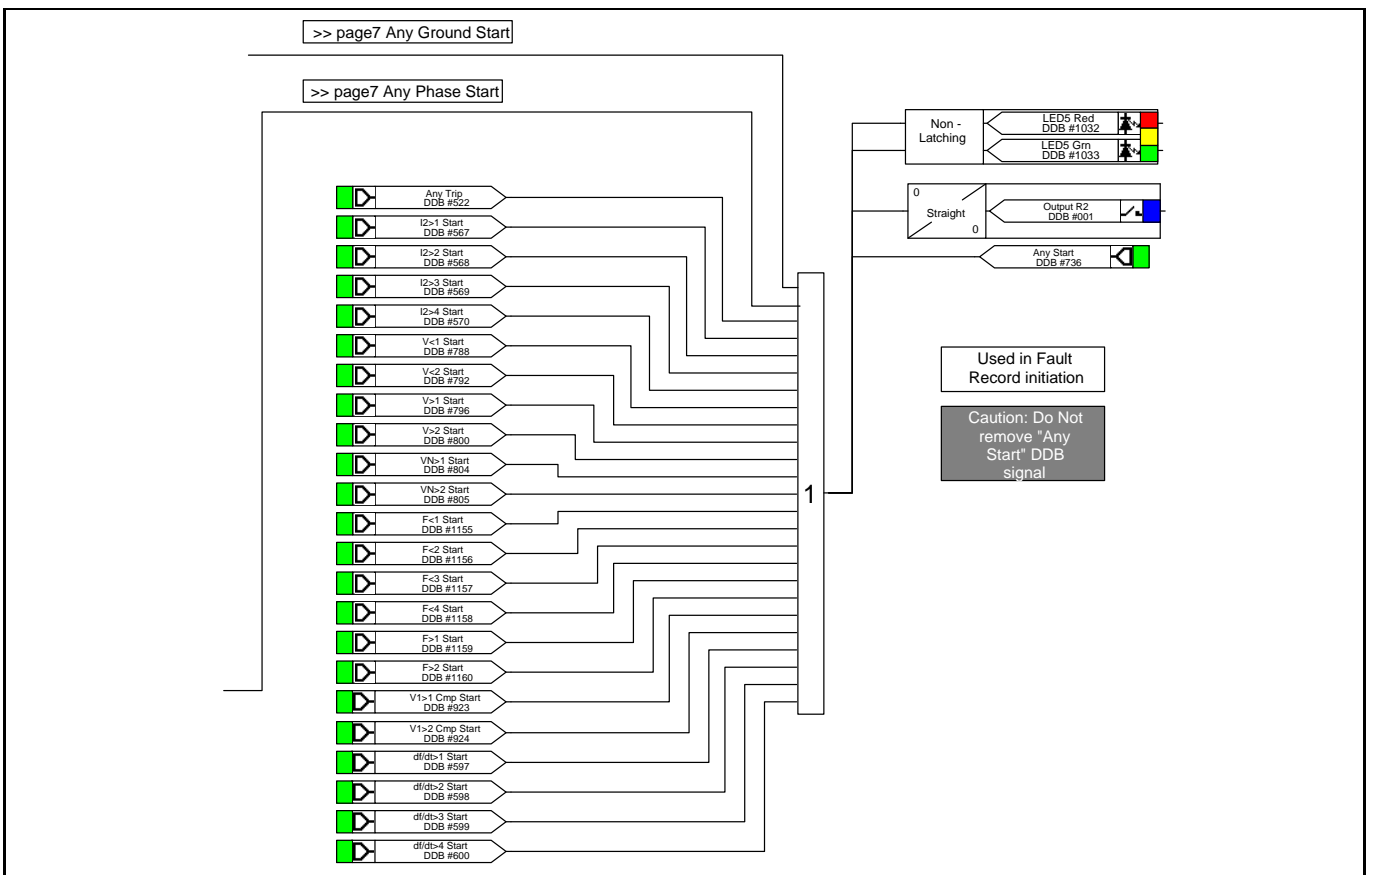 >> page7 Any Ground Start
>> page7 Any Phase Start
Any Trip
DDB #522
I2>1 Start
DDB #567
I2>2 Start
DDB #568
I2>3 Start
DDB #569
I2>4 Start
DDB #570
V<1 Start
DDB #788
V<2 Start
DDB #792
V>1 Start
DDB #796
V>2 Start
DDB #800
VN>1 Start
DDB #804
VN>2 Start
DDB #805
F<1 Start
DDB #1155
F<2 Start
DDB #1156
F<3 Start
DDB #1157
F<4 Start
DDB #1158
F>1 Start
DDB #1159
F>2 Start
DDB #1160
V1>1 Cmp Start
DDB #923
V1>2 Cmp Start
DDB #924
df/dt>1 Start
DDB #597
df/dt>2 Start
DDB #598
df/dt>3 Start
DDB #599
df/dt>4 Start
DDB #600
1
Non -
Latching
LED5 Red
DDB #1032
LED5 Grn
DDB #1033
0
Straight
0
Output R2
DDB #001
Any Start
DDB #736
Used in Fault
Record initiation
Caution: Do Not
remove "Any
Start" DDB
signal